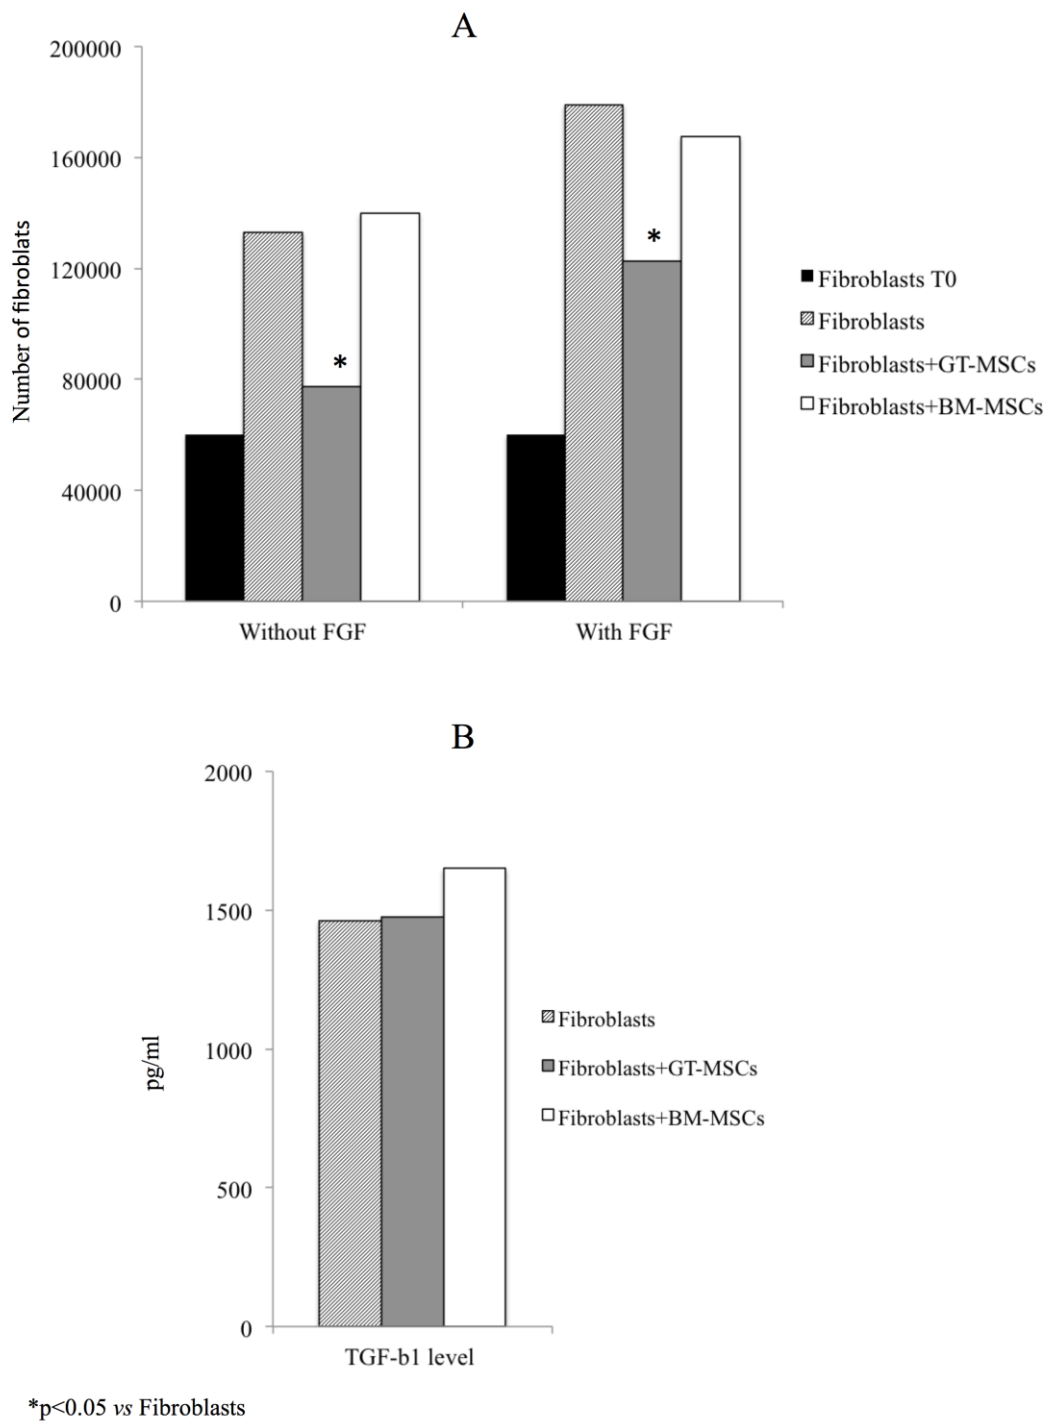 A
200000
160000
120000
80000
40000
0
Number of fibroblats
*
*
Without FGF
With FGF
Fibroblasts T0
Fibroblasts
Fibroblasts+GT-MSCs
Fibroblasts+BM-MSCs
B
2000
1500
1000
500
0
pg/ml
TGF-b1 level
Fibroblasts
Fibroblasts+GT-MSCs
Fibroblasts+BM-MSCs
*p<0.05 vs Fibroblasts